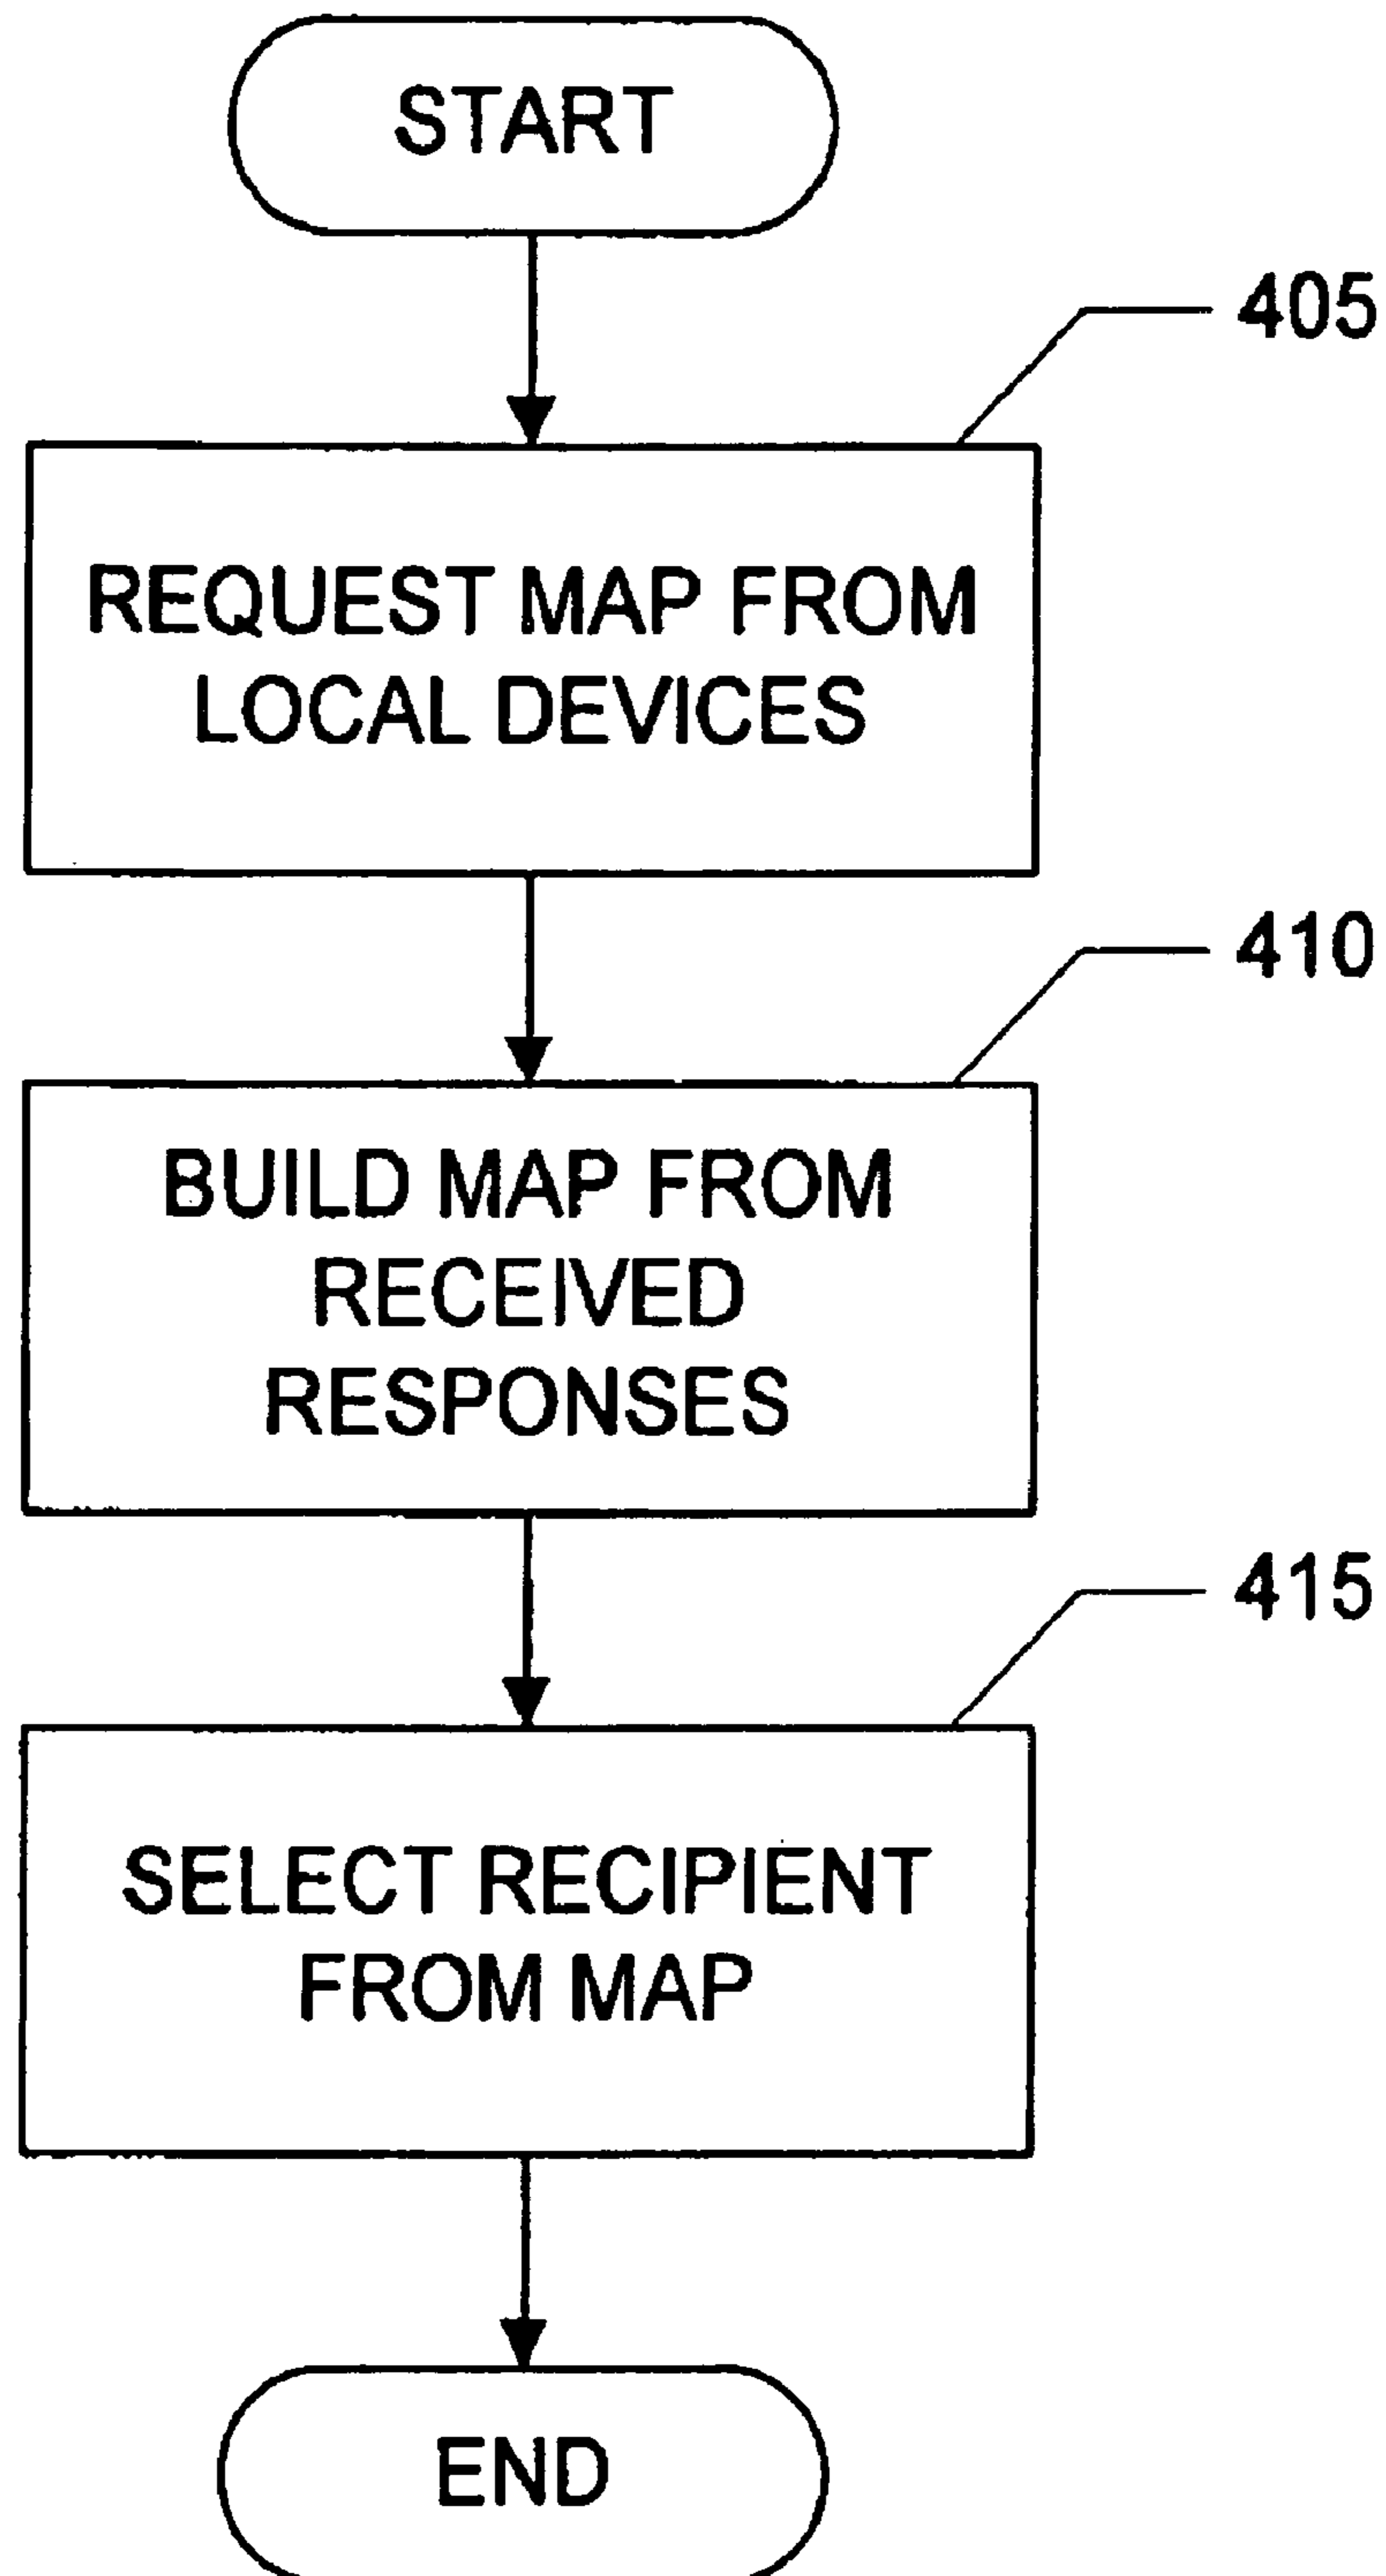 START
405
REQUEST MAP FROM
LOCAL DEVICES
410
BUILD MAP FROM
RECEIVED
RESPONSES
415
SELECT RECIPIENT
FROM MAP
END